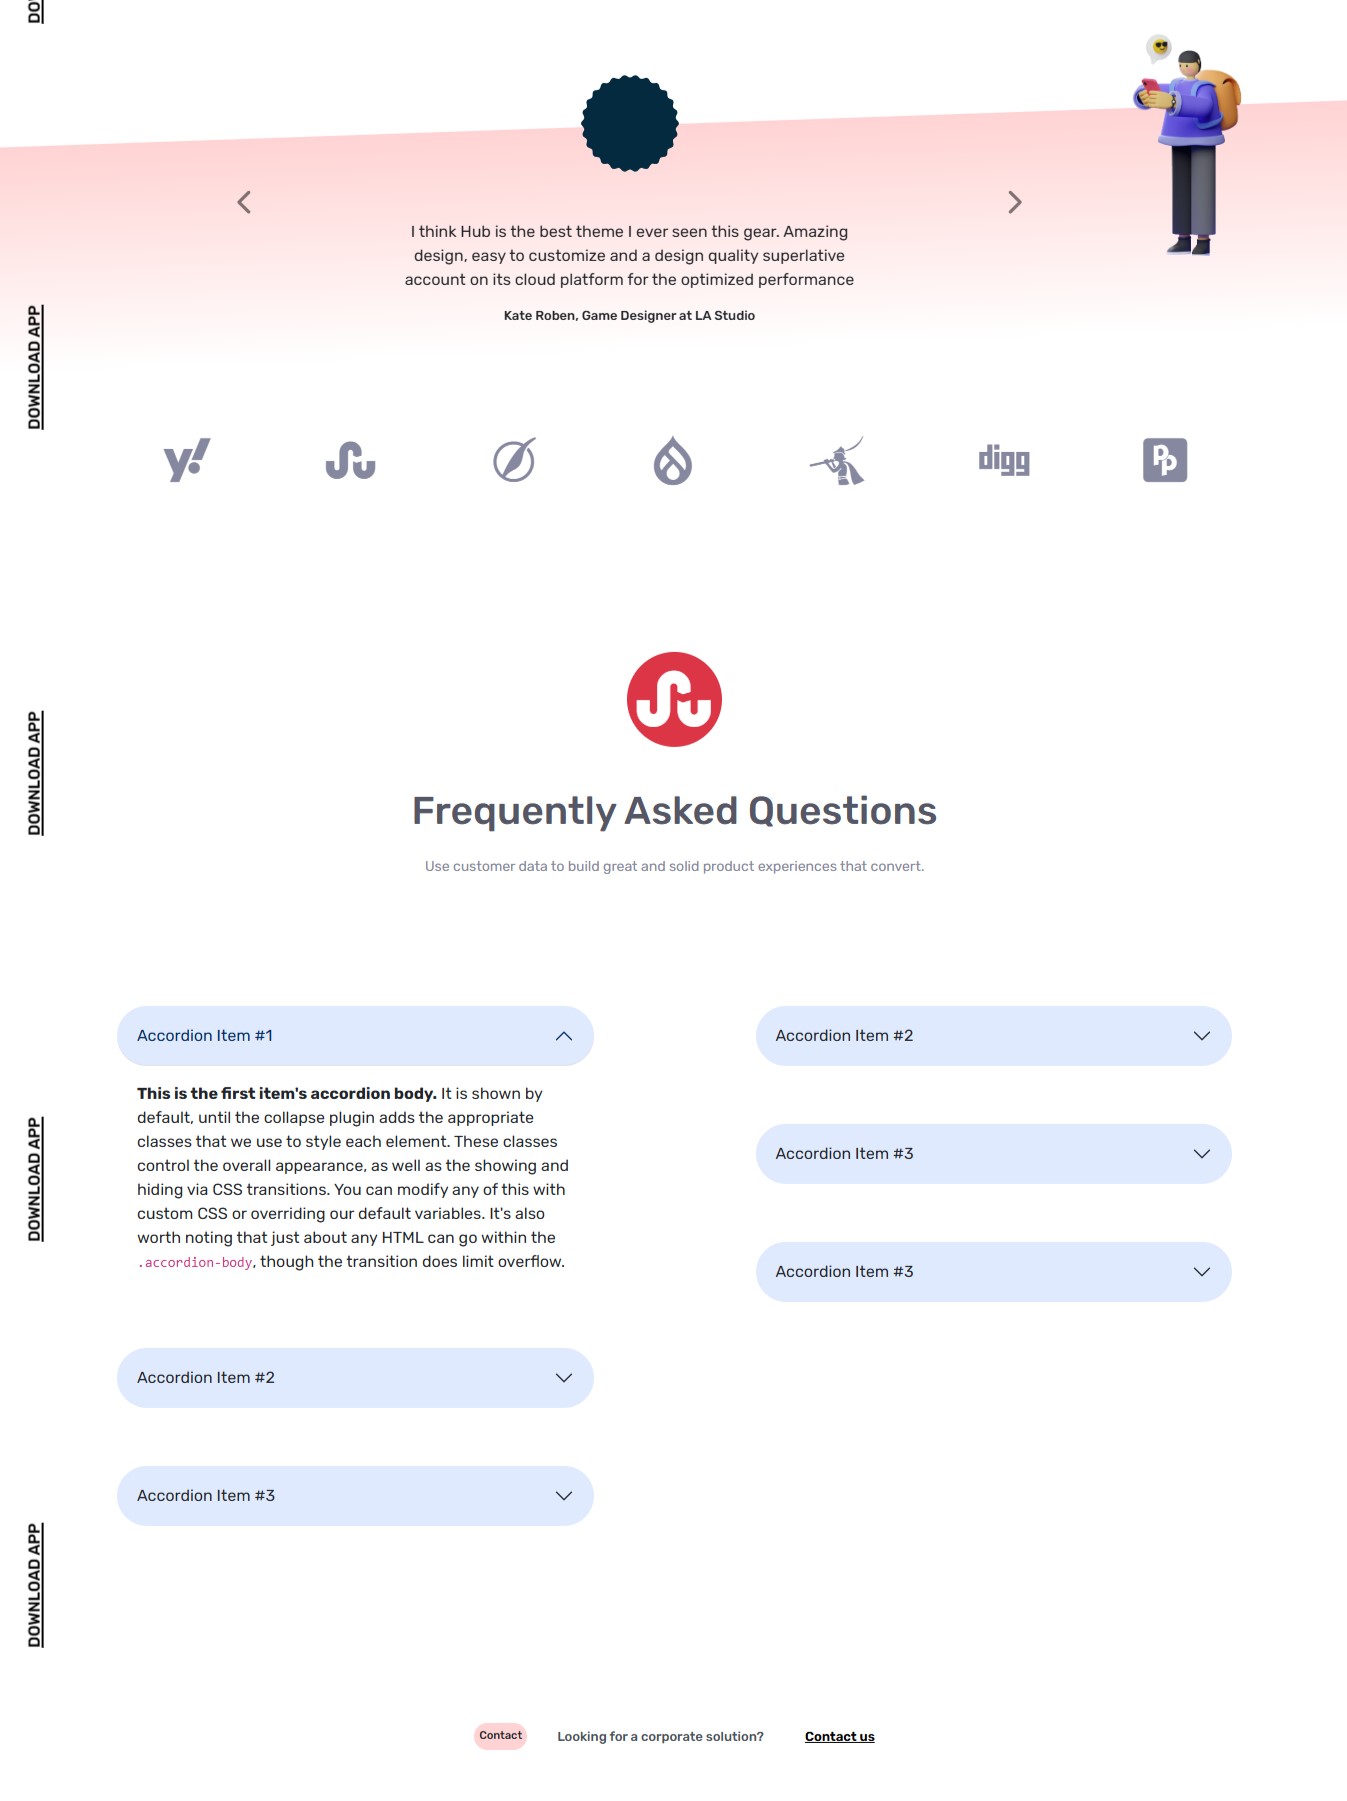 I think Hub is the best theme I ever seen this gear. Amazing
design, easy to customize and a design quality superlative
account on its cloud platform for the optimized performance
Kate Roben, Game Designer at LA Studio
DOWNLOAD APP
y!
digg
pp
DOWNLOAD APP
Frequently Asked Questions
Use customer data to build great and solid product experiences that convert.
Accordion Item #1
This is the first item's accordion body. It is shown by
default, until the collapse plugin adds the appropriate
classes that we use to style each element. These classes
control the overall appearance, as well as the showing and
hiding via CSS transitions. You can modify any of this with
custom CSS or overriding our default variables. It's also
worth noting that just about any HTML can go within the
.accordion-body, though the transition does limit overflow.
Accordion Item #2
Accordion Item #3
Accordion Item #2
Accordion Item #3
Accordion Item #3
DOWNLOAD APP
DOWNLOAD APP
Contact
Looking for a corporate solution?
Contact us